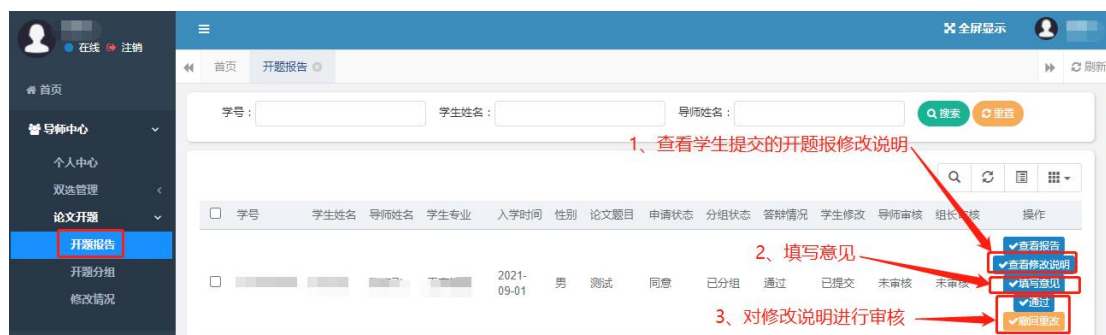 在线 注销
全屏显示
首页 开题报告
刷新
首页
导师中心
个人中心
双选管理
论文开题
开题报告
开题分组
修改情况
学号：
学生姓名：
导师姓名：
搜索
重置
1、查看学生提交的开题报修改说明
学号 学生姓名 导师姓名 学生专业 入学时间 性别 论文题目 申请状态 分组状态 答辩情况 学生修改 导师审核 组长审核 操作
2021-
09-01
男 测试 同意 已分组 通过 已提交 未审核 未审核
查看报告
查看修改说明
填写意见
通过
撤回重改
2、填写意见
3、对修改说明进行审核